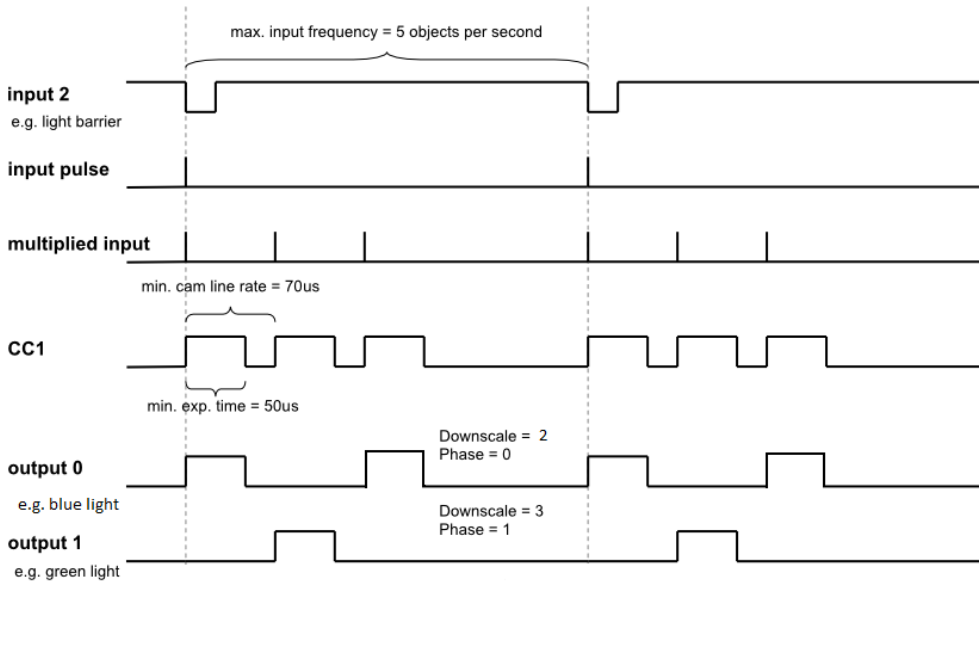 max. input frequency = 5 objects per second
input 2
e.g. light barrier
input pulse
multiplied input
min. cam line rate = 70us
CC1
min. exp. time = 50us
Downscale = 2
Phase = 0
output 0
e.g. blue light
Downscale = 3
Phase = 1
output 1
e.g. green light